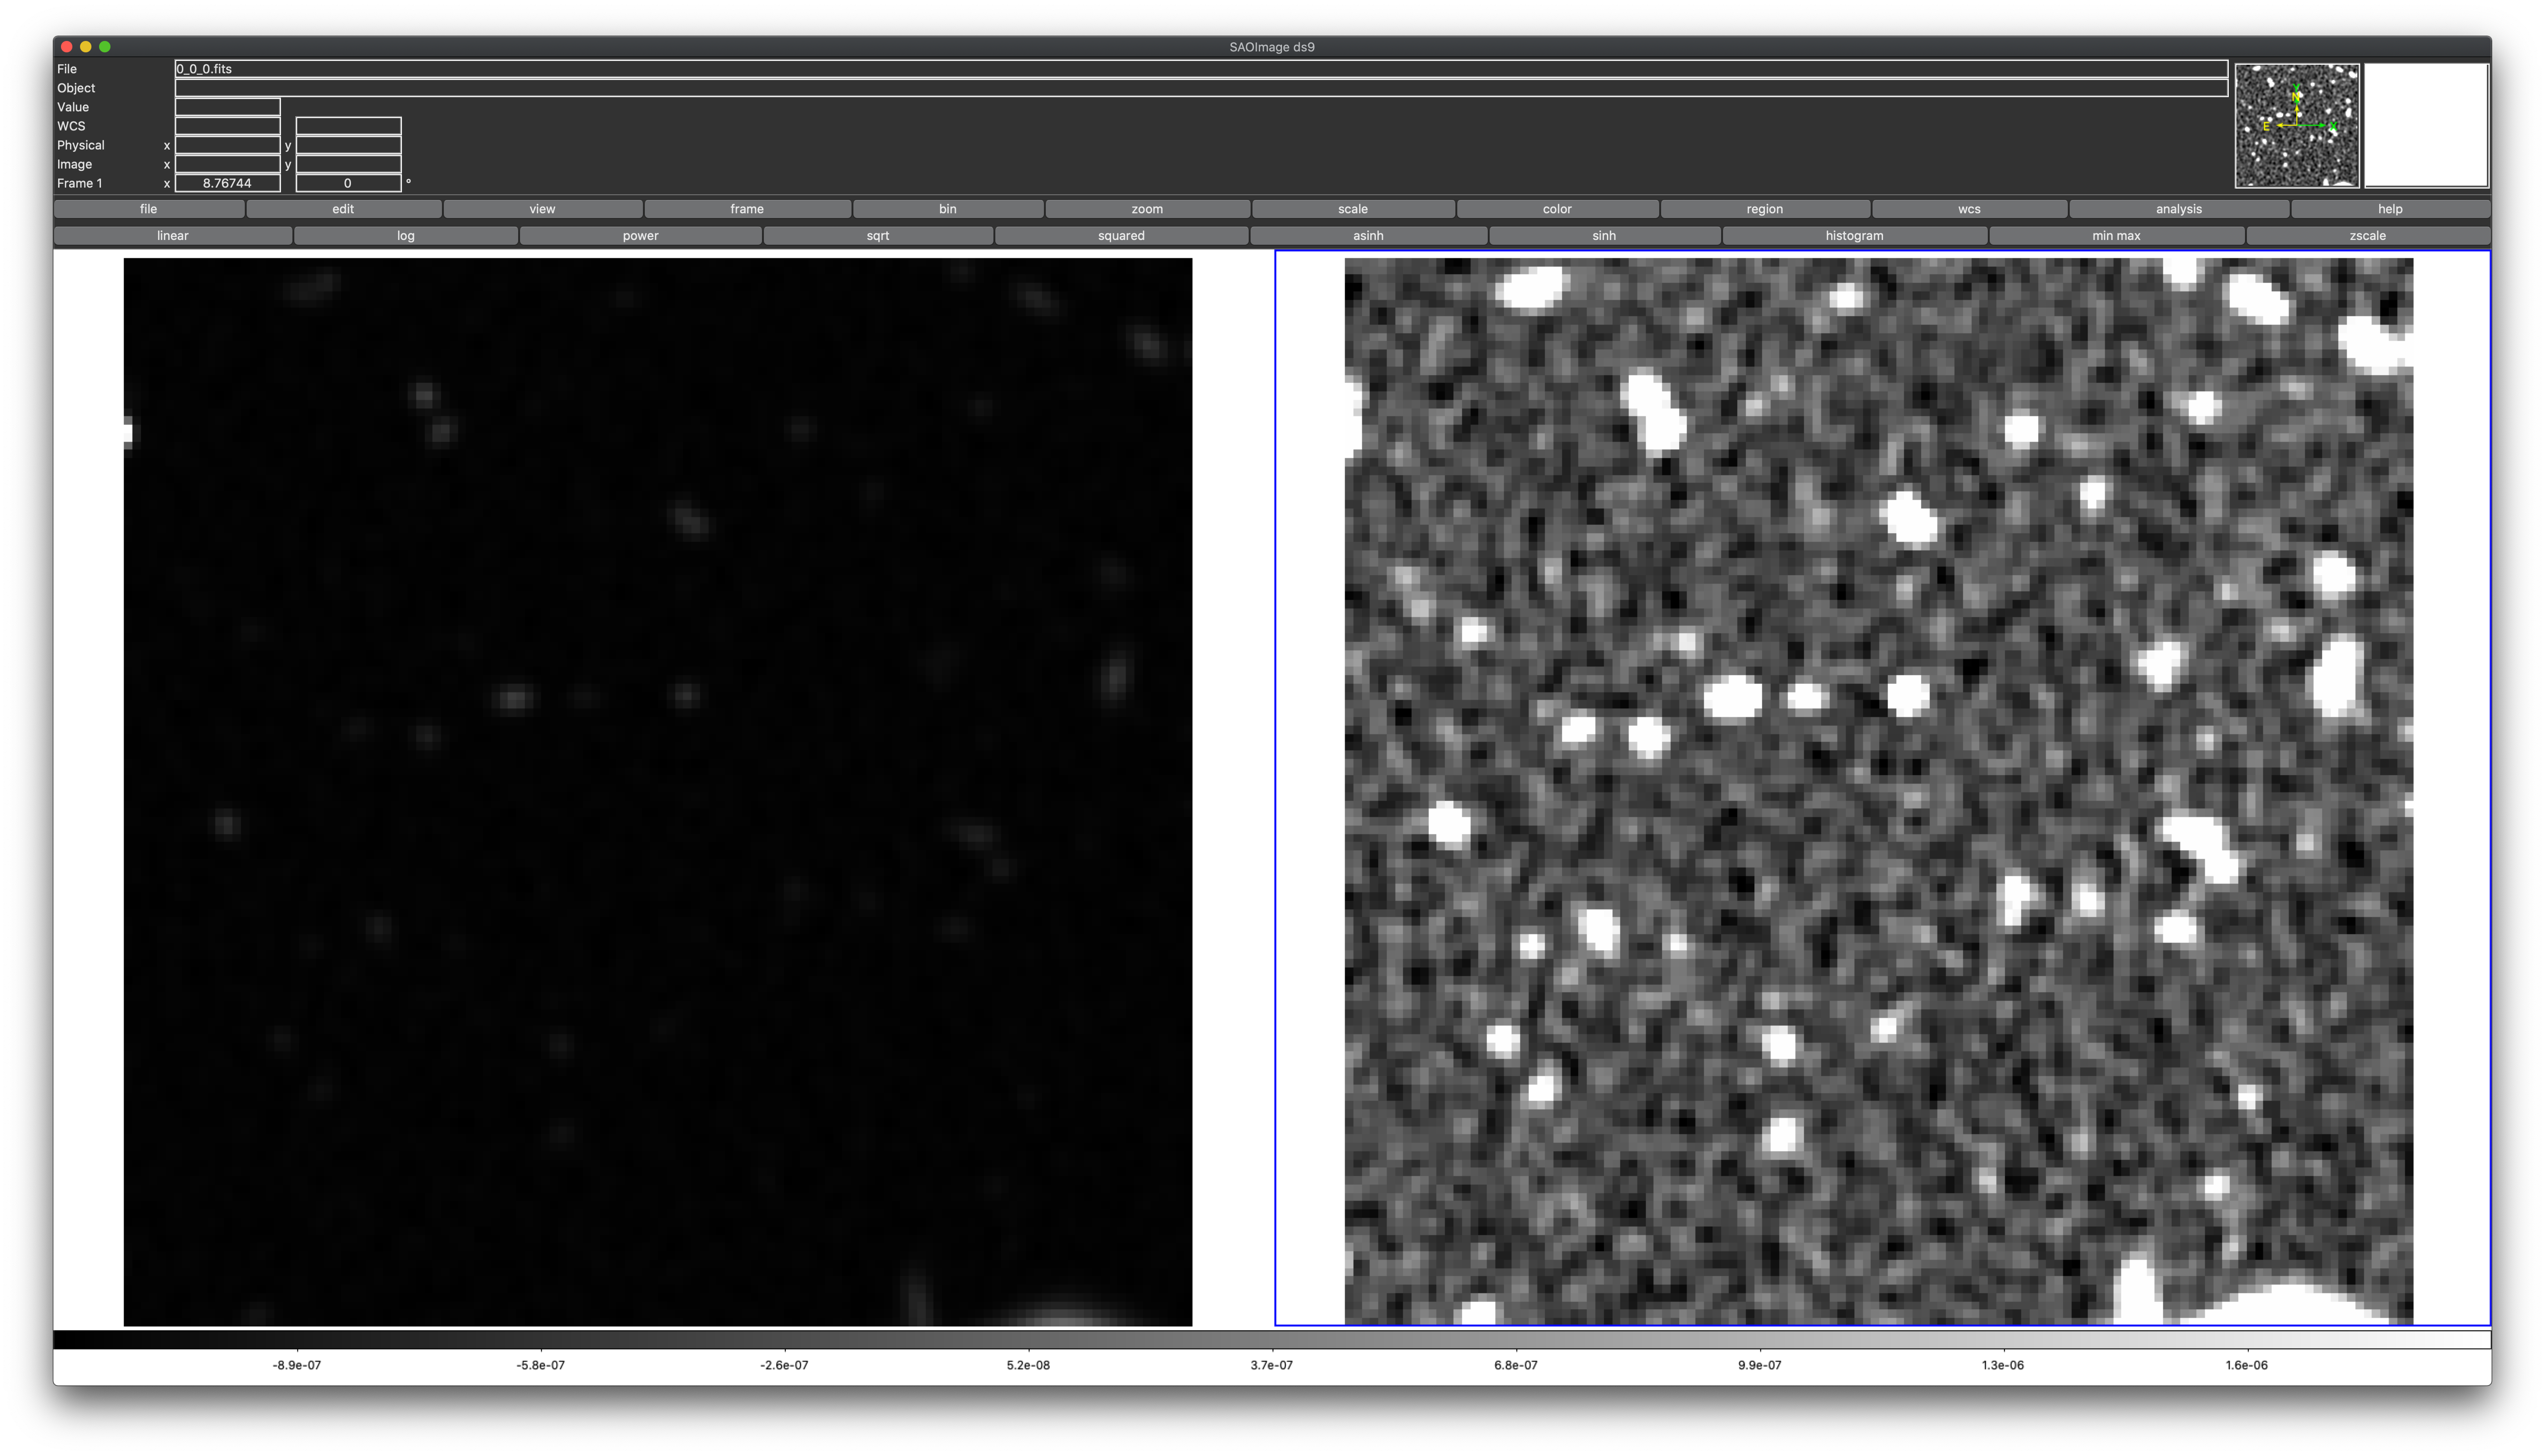 SAOImage ds9
File 0_0_0.fits
Object
Value
WCS
Physical x y
Image x y
Frame 1 x 8.76744 0 °
N
E
file edit view frame bin zoom scale color region wcs analysis help
linear log power sqrt squared asinh sinh histogram min max zscale
-8.9e-07 -5.8e-07 -2.6e-07 5.2e-08 3.7e-07 6.8e-07 9.9e-07 1.3e-06 1.6e-06